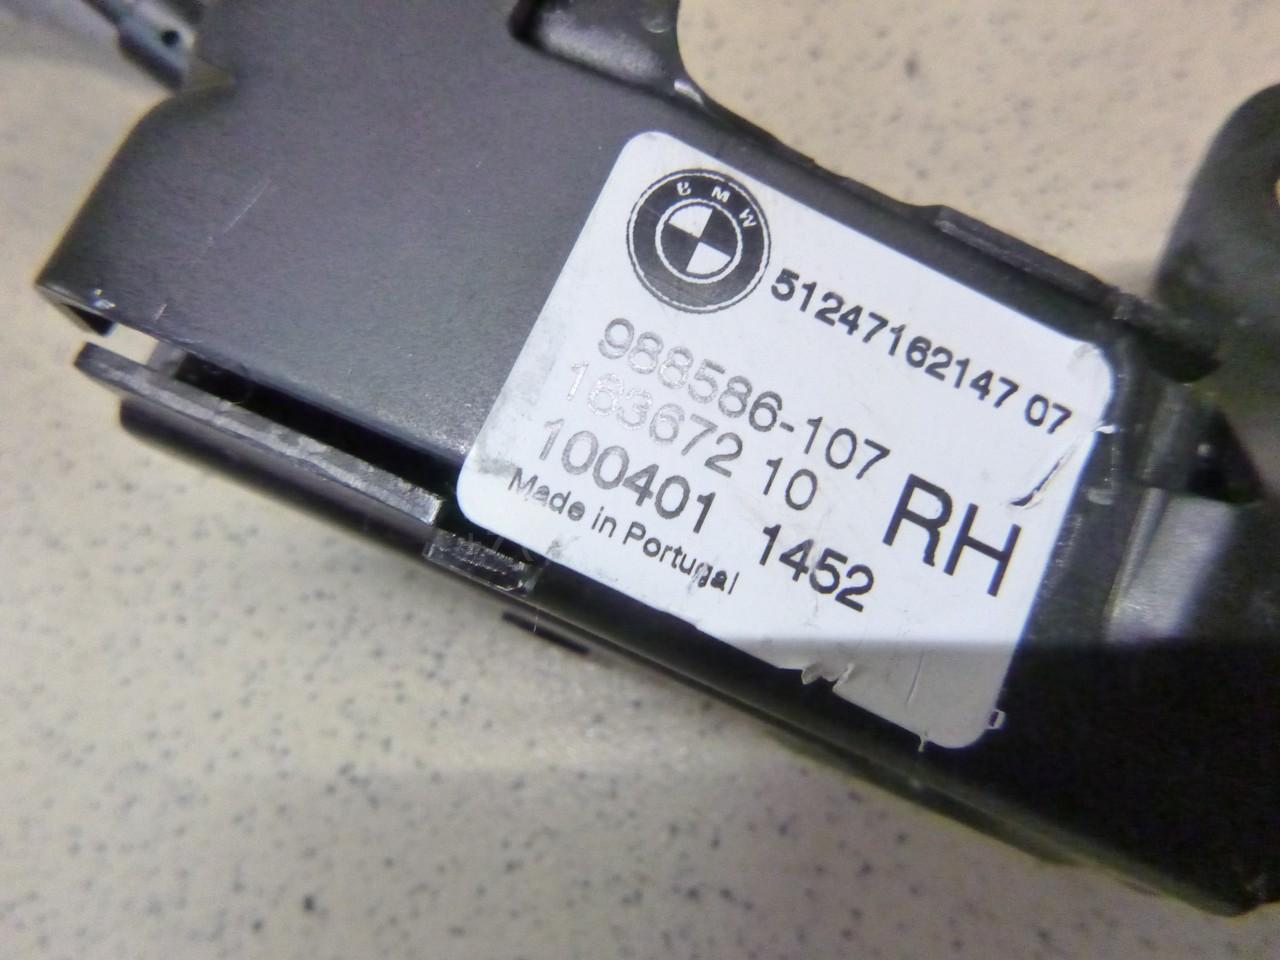 BMW
51247162147 07
988586-107
163672 10
RH
100401 1452
Made in Portugal